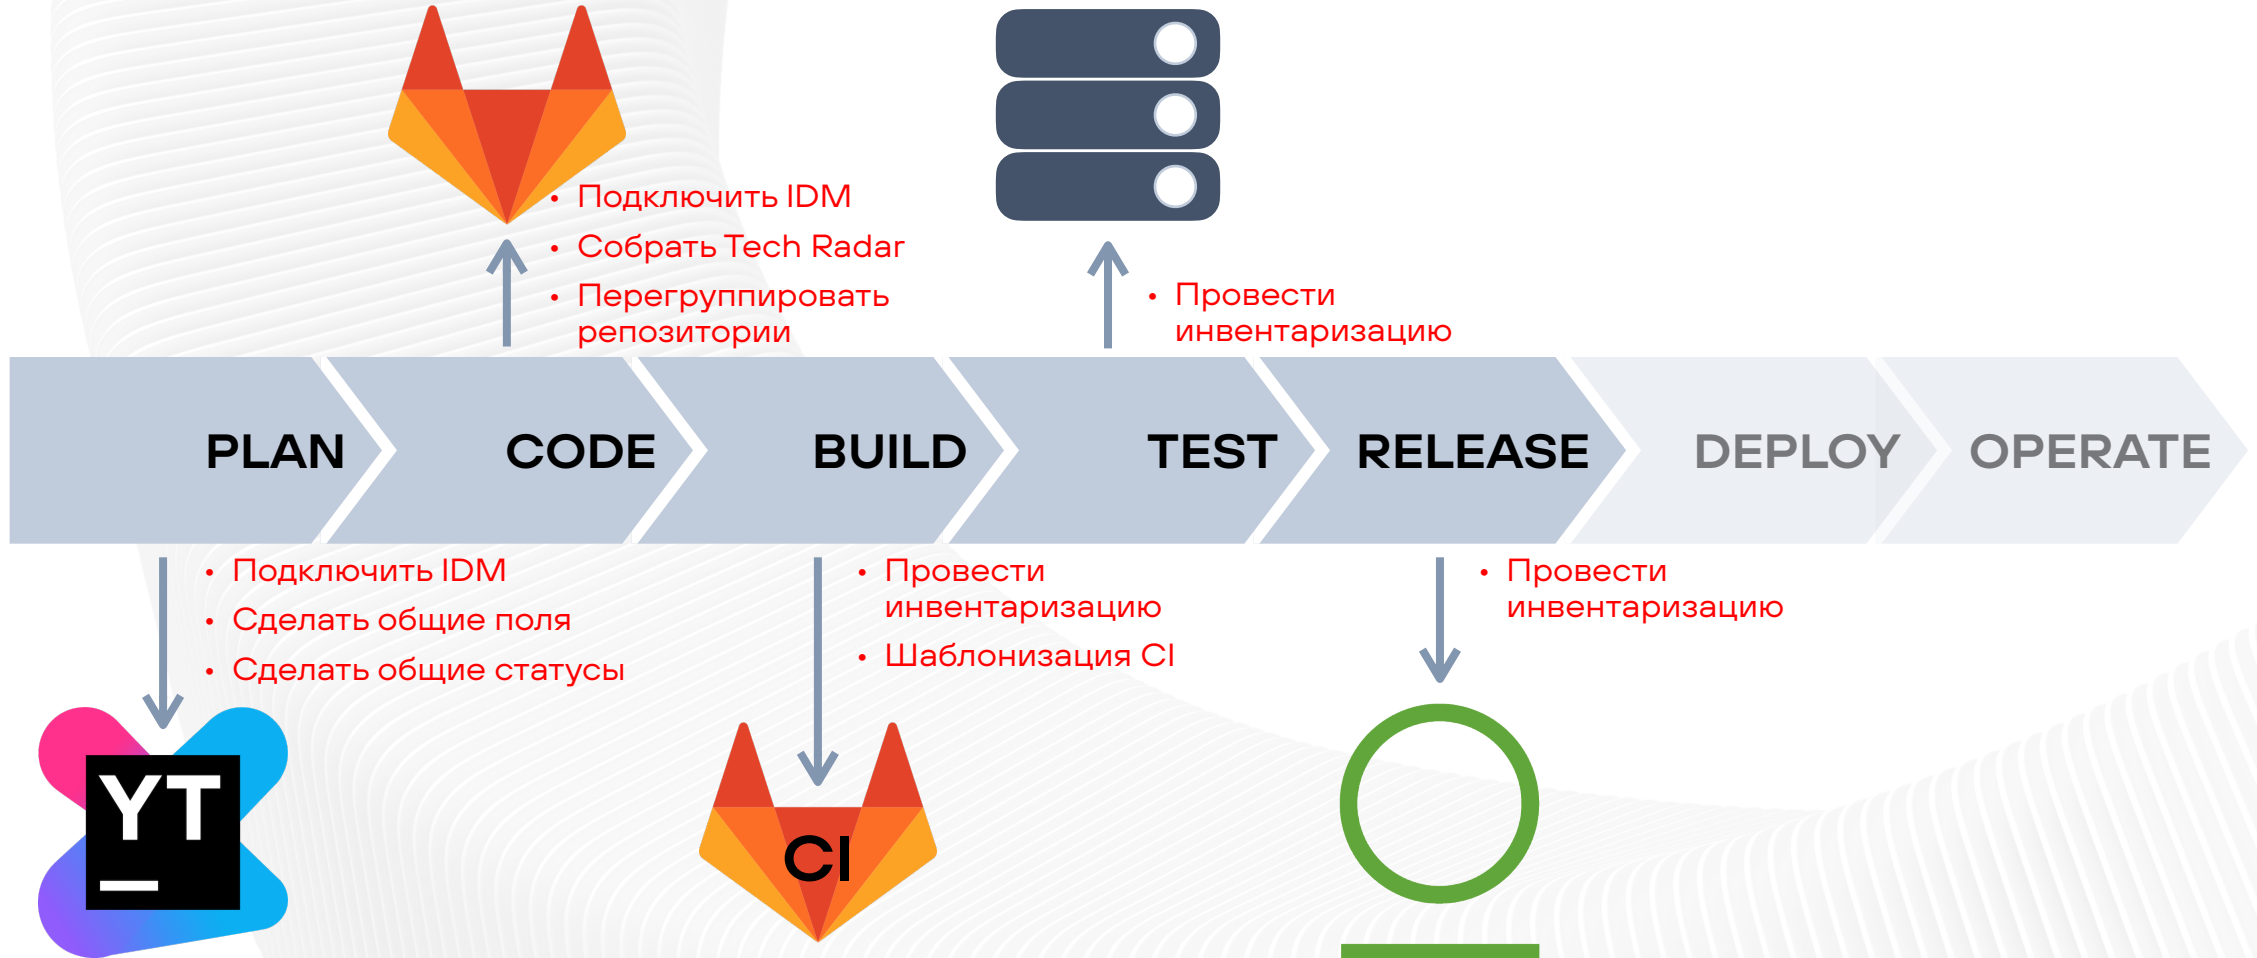 • Подключить IDM
• Собрать Tech Radar
• Перегруппировать
репозитории
• Провести
инвентаризацию
PLAN
CODE
BUILD
TEST
RELEASE
DEPLOY
OPERATE
• Подключить IDM
• Сделать общие поля
• Сделать общие статусы
• Провести
инвентаризацию
• Шаблонизация CI
• Провести
инвентаризацию
YT
CI